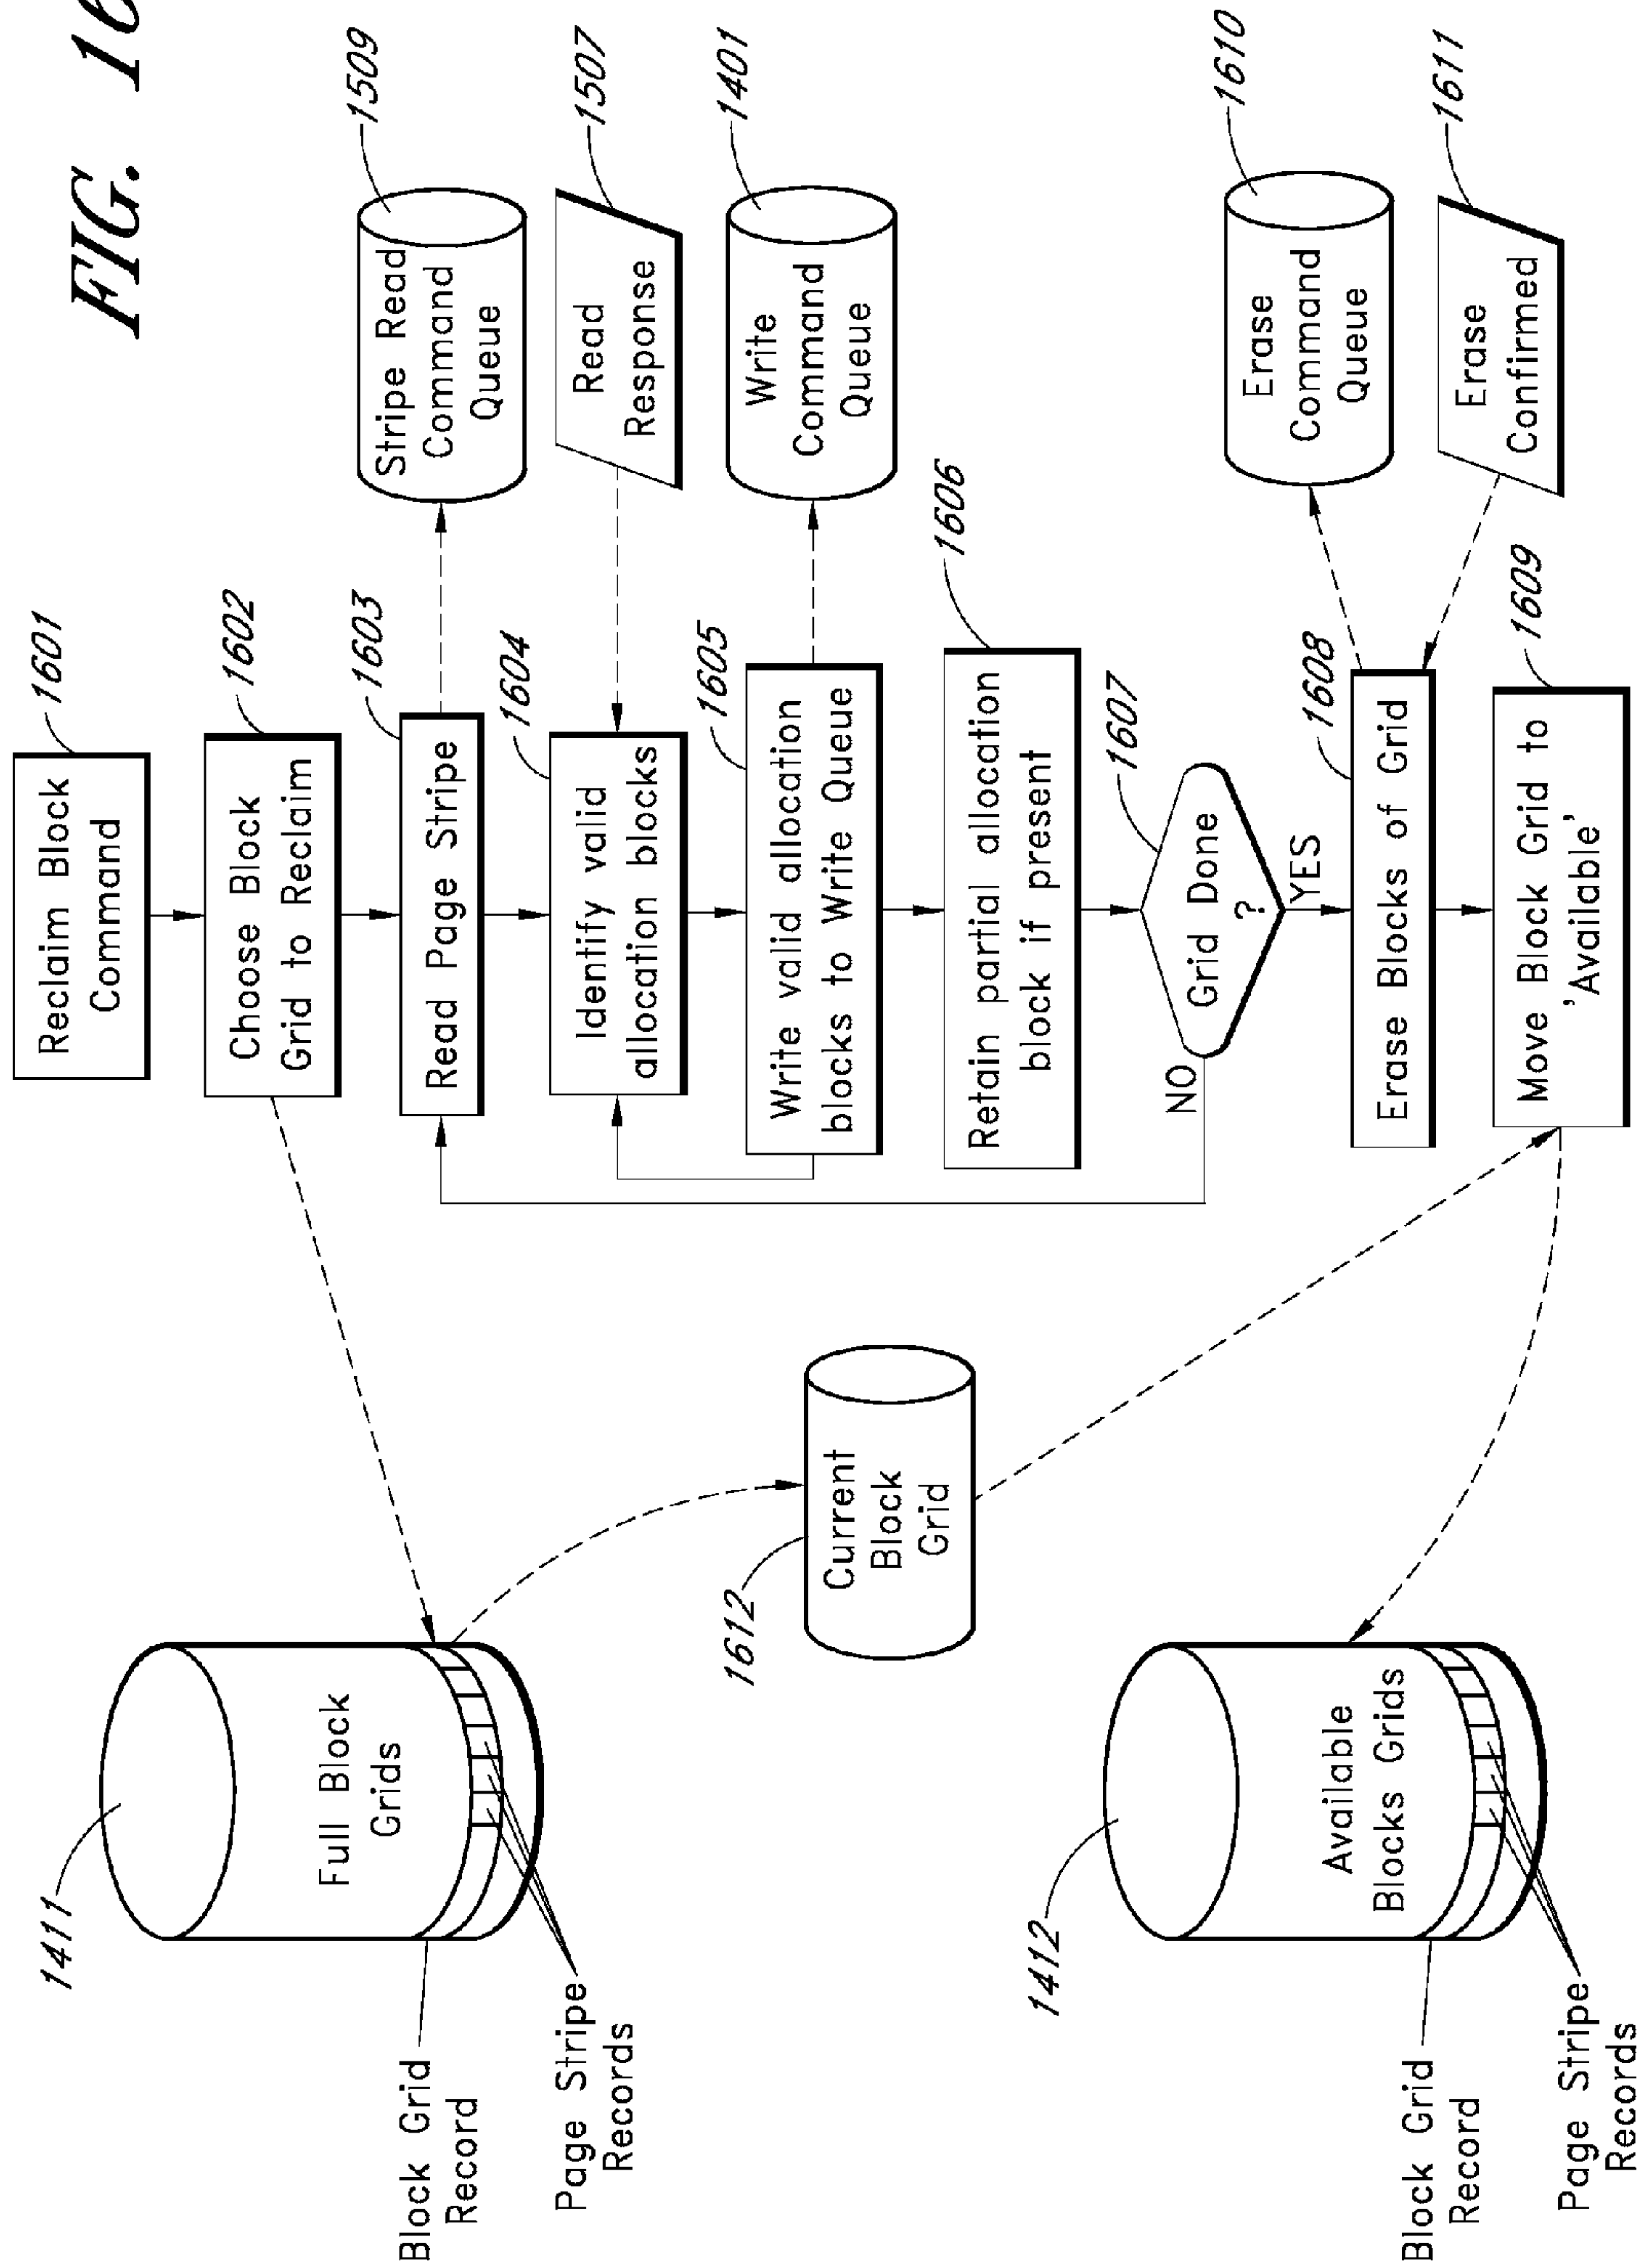 FIG. 16
1601
Reclaim Block
Command
1602
Choose Block
Grid to Reclaim
1603
Read Page Stripe
1509
Stripe Read
Command
Queue
1604
Identify valid
allocation blocks
1507
Read
Response
1605
Write valid allocation
blocks to Write Queue
1401
Write
Command
Queue
1606
Retain partial allocation
block if present
1607
Grid Done
?
NO
YES
1608
Erase Blocks of Grid
1610
Erase
Command
Queue
1611
Erase
Confirmed
1609
Move Block Grid to
'Available'
1411
Full Block
Grids
Block Grid
Record
Page Stripe
Records
1612
Current
Block
Grid
1412
Available
Blocks Grids
Block Grid
Record
Page Stripe
Records